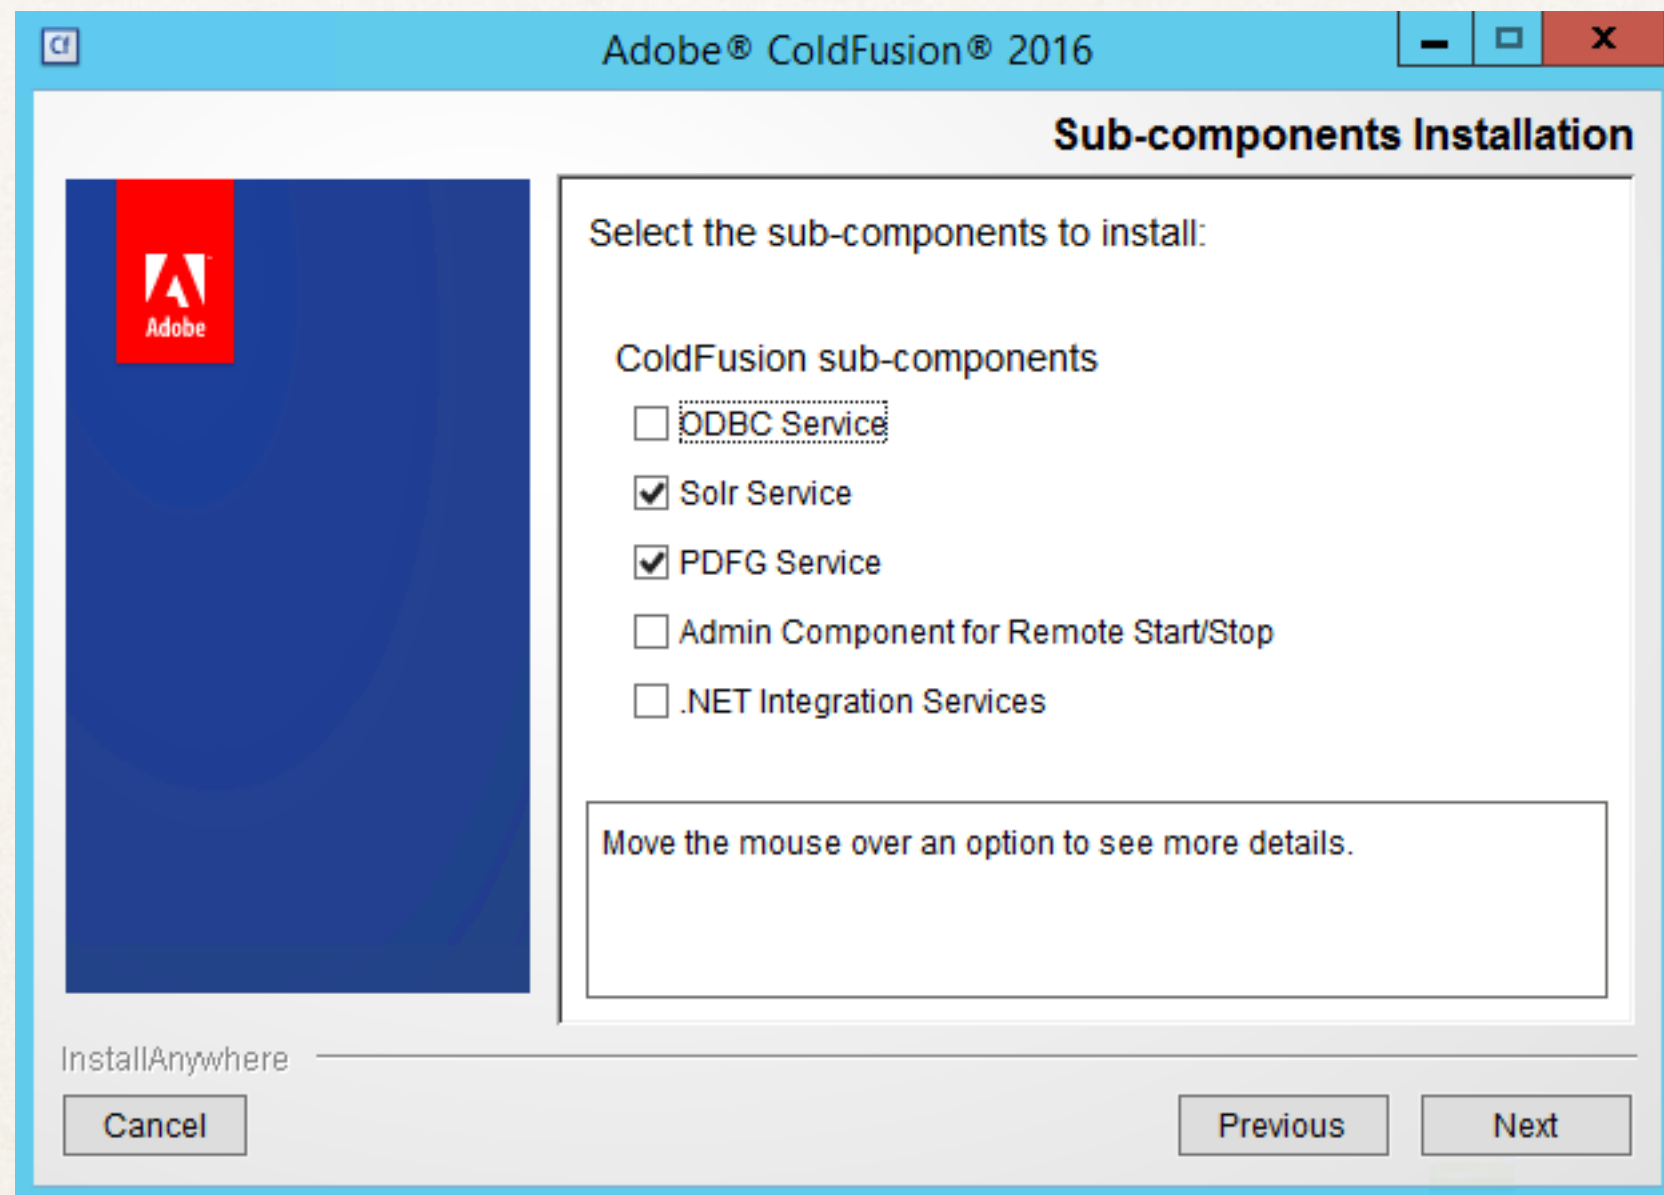 Cf
Adobe® ColdFusion® 2016
Sub-components Installation
Adobe
Select the sub-components to install:
ColdFusion sub-components
ODBC Service
Solr Service
PDFG Service
Admin Component for Remote Start/Stop
.NET Integration Services
Move the mouse over an option to see more details.
InstallAnywhere
Cancel
Previous
Next